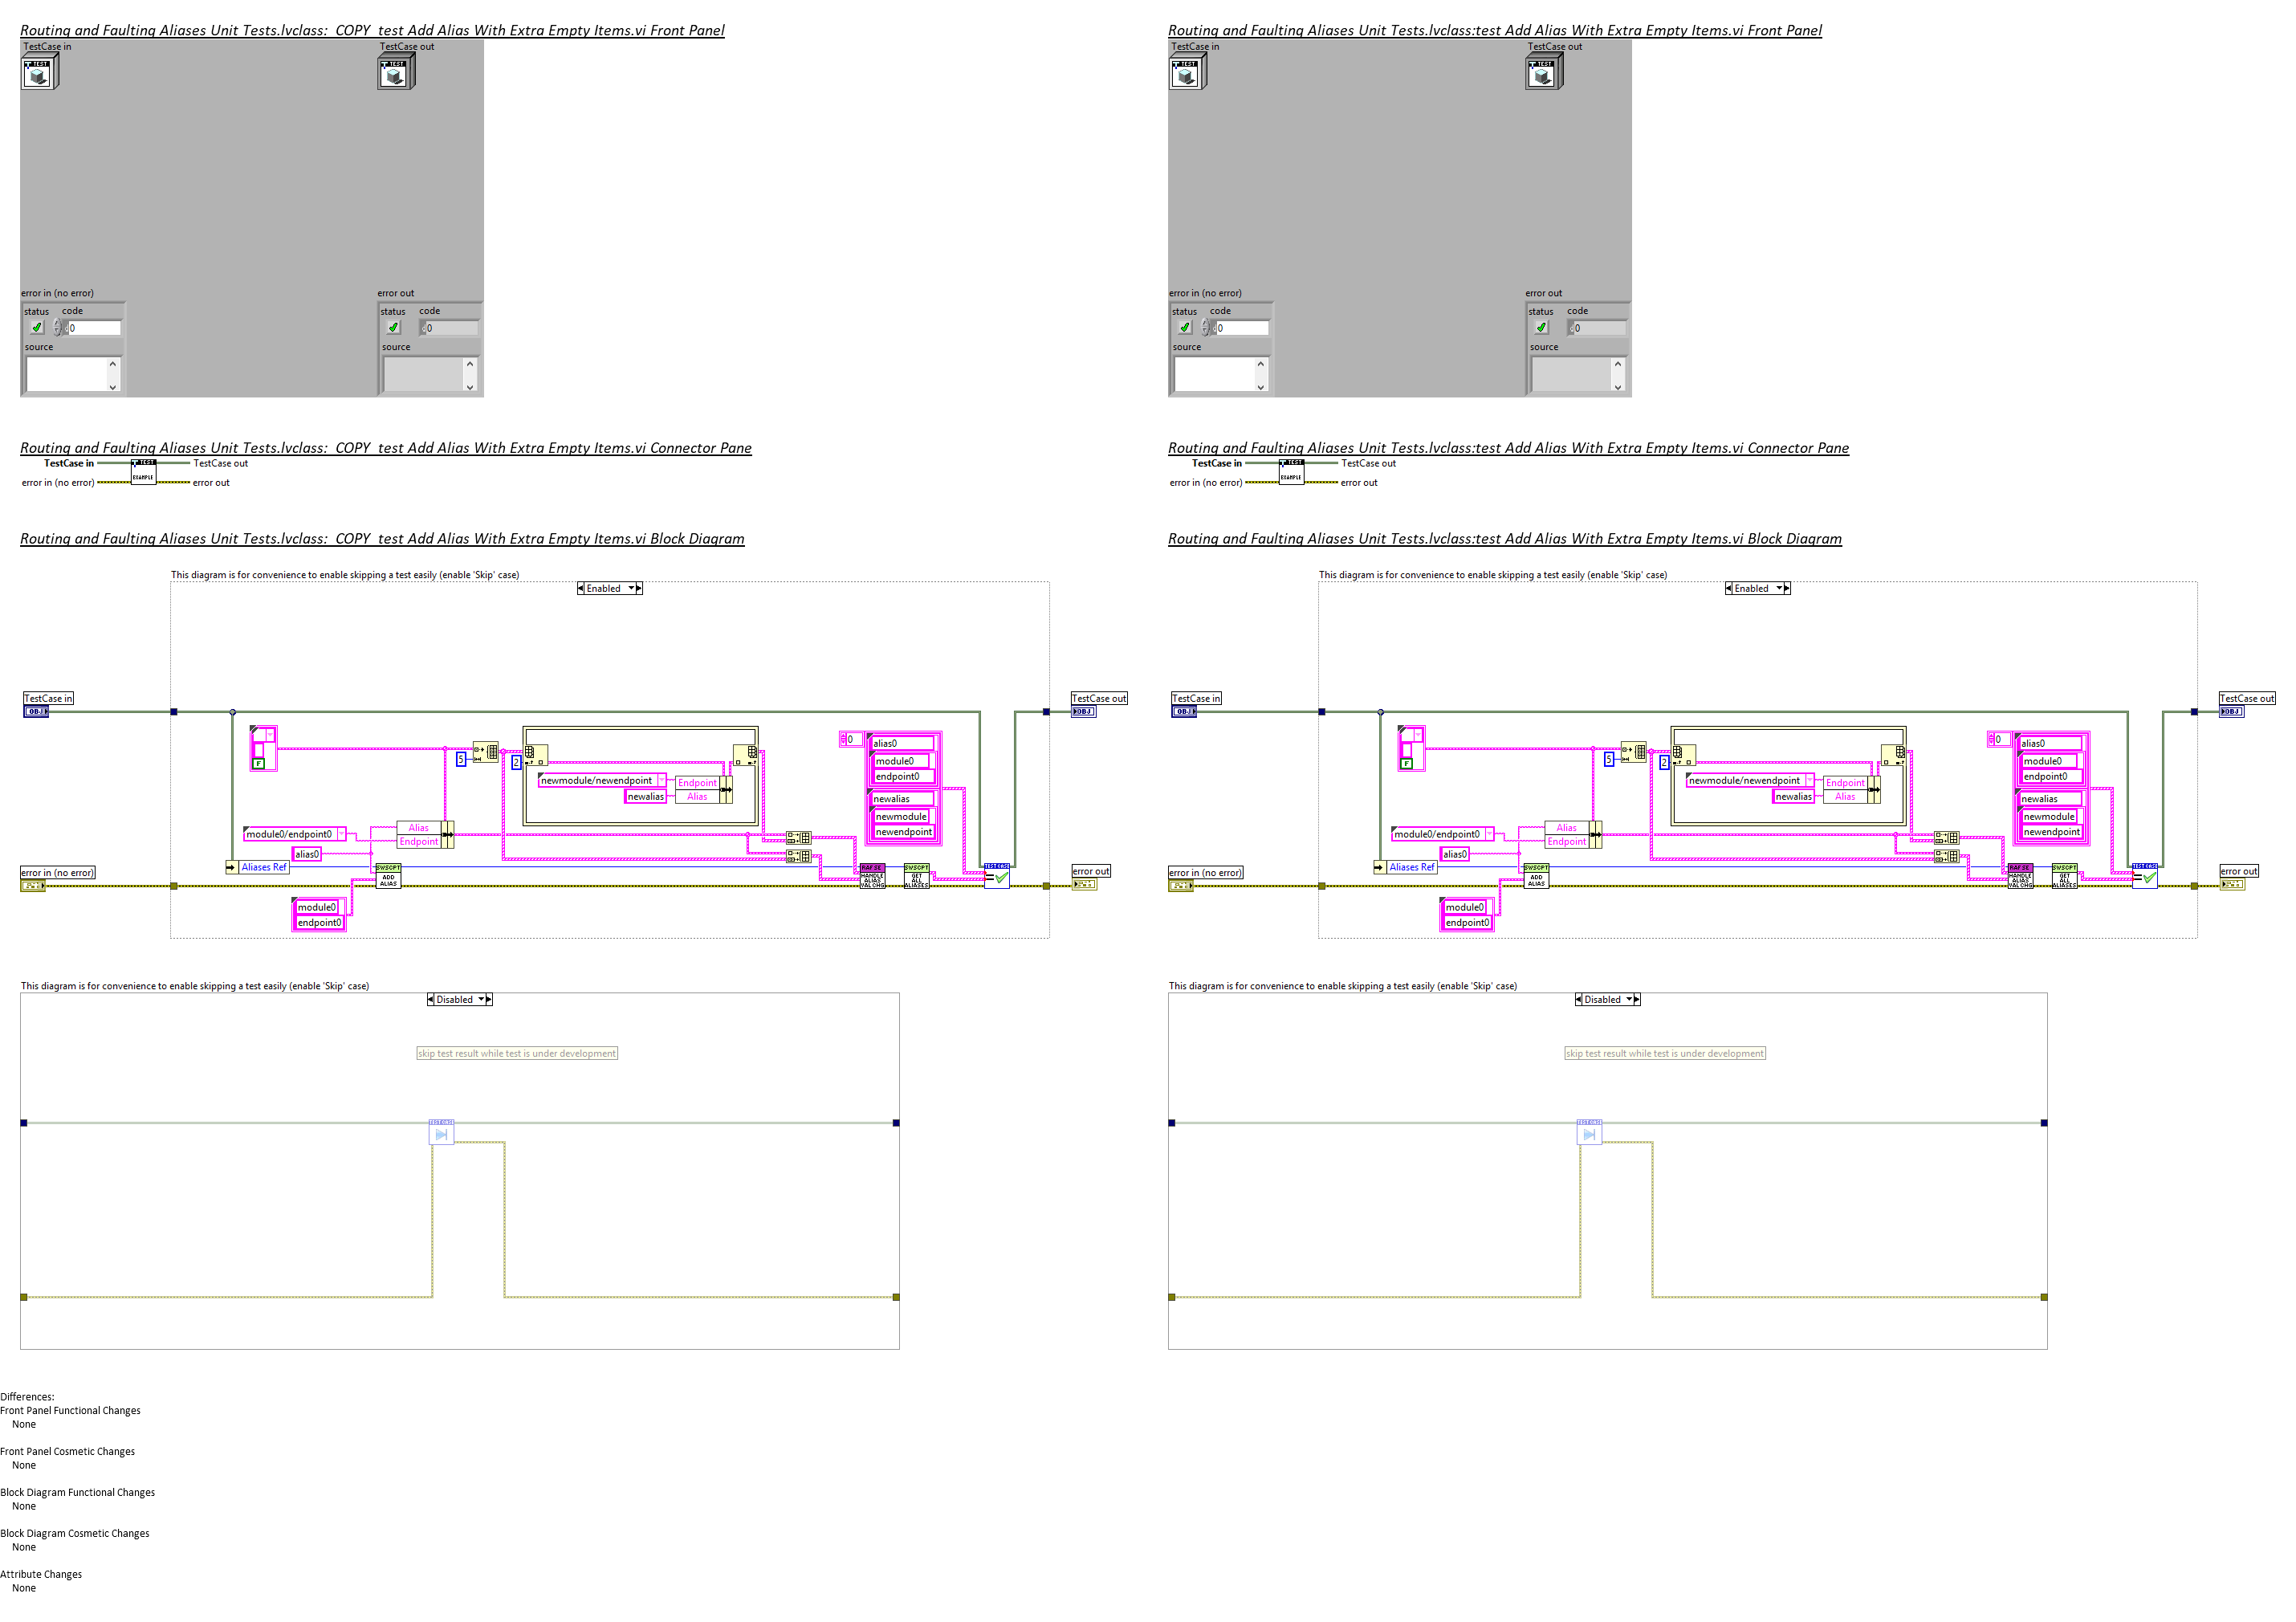 Routing and Faulting Aliases Unit Tests.lvclass:_COPY_test Add Alias With Extra Empty Items.vi Front Panel
TestCase in
TestCase out
TEST
TEST
error in (no error)
error out
status code
0
source
status code
0
source
Routing and Faulting Aliases Unit Tests.lvclass:_COPY_test Add Alias With Extra Empty Items.vi Connector Pane
TestCase in
TEST
TestCase out
error in (no error)
EXAMPLE
error out
Routing and Faulting Aliases Unit Tests.lvclass:_COPY_test Add Alias With Extra Empty Items.vi Block Diagram
This diagram is for convenience to enable skipping a test easily (enable 'Skip' case)
Enabled
TestCase in
OBJ
TestCase out
OBJ
F
5
2
newmodule/newendpoint
Endpoint
newalias
Alias
0
alias0
module0
endpoint0
newalias
newmodule
newendpoint
module0/endpoint0
Alias
Endpoint
alias0
Aliases Ref
error in (no error)
ADD
ALIAS
HANDLE
ALIAS
VAL CHG
GET
ALL
ALIASES
error out
module0
endpoint0
This diagram is for convenience to enable skipping a test easily (enable 'Skip' case)
Disabled
skip test result while test is under development
Differences:
Front Panel Functional Changes
None
Front Panel Cosmetic Changes
None
Block Diagram Functional Changes
None
Block Diagram Cosmetic Changes
None
Attribute Changes
None
Routing and Faulting Aliases Unit Tests.lvclass:test Add Alias With Extra Empty Items.vi Front Panel
TestCase in
TestCase out
TEST
TEST
error in (no error)
error out
status code
0
source
status code
0
source
Routing and Faulting Aliases Unit Tests.lvclass:test Add Alias With Extra Empty Items.vi Connector Pane
TestCase in
TEST
TestCase out
error in (no error)
EXAMPLE
error out
Routing and Faulting Aliases Unit Tests.lvclass:test Add Alias With Extra Empty Items.vi Block Diagram
This diagram is for convenience to enable skipping a test easily (enable 'Skip' case)
Enabled
TestCase in
OBJ
TestCase out
OBJ
F
5
2
newmodule/newendpoint
Endpoint
newalias
Alias
0
alias0
module0
endpoint0
newalias
newmodule
newendpoint
module0/endpoint0
Alias
Endpoint
alias0
Aliases Ref
error in (no error)
ADD
ALIAS
HANDLE
ALIAS
VAL CHG
GET
ALL
ALIASES
error out
module0
endpoint0
This diagram is for convenience to enable skipping a test easily (enable 'Skip' case)
Disabled
skip test result while test is under development